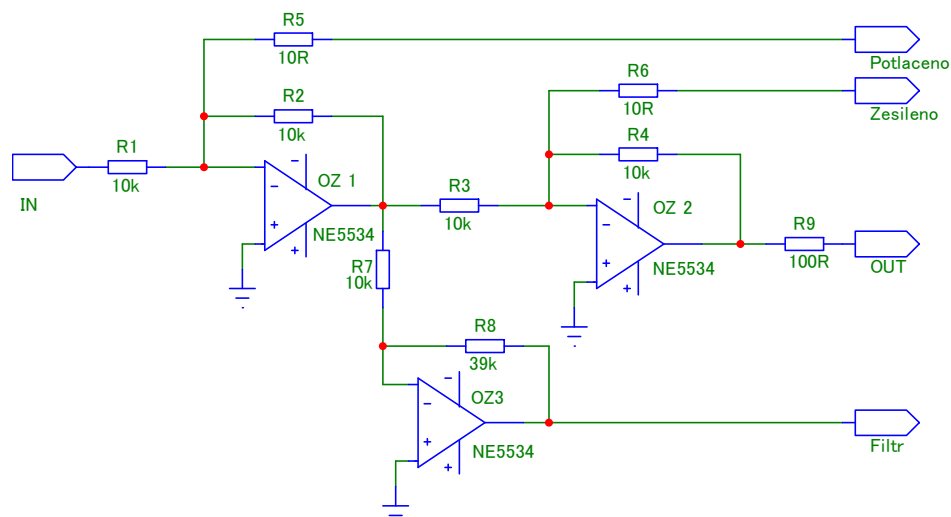 R5
10R
Potlaceno
R2
10k
R6
10R
Zesileno
R1
10k
IN
R4
10k
OZ 1
NE5534
R3
10k
OZ 2
NE5534
R9
100R
OUT
R7
10k
R8
39k
OZ3
NE5534
Filtr